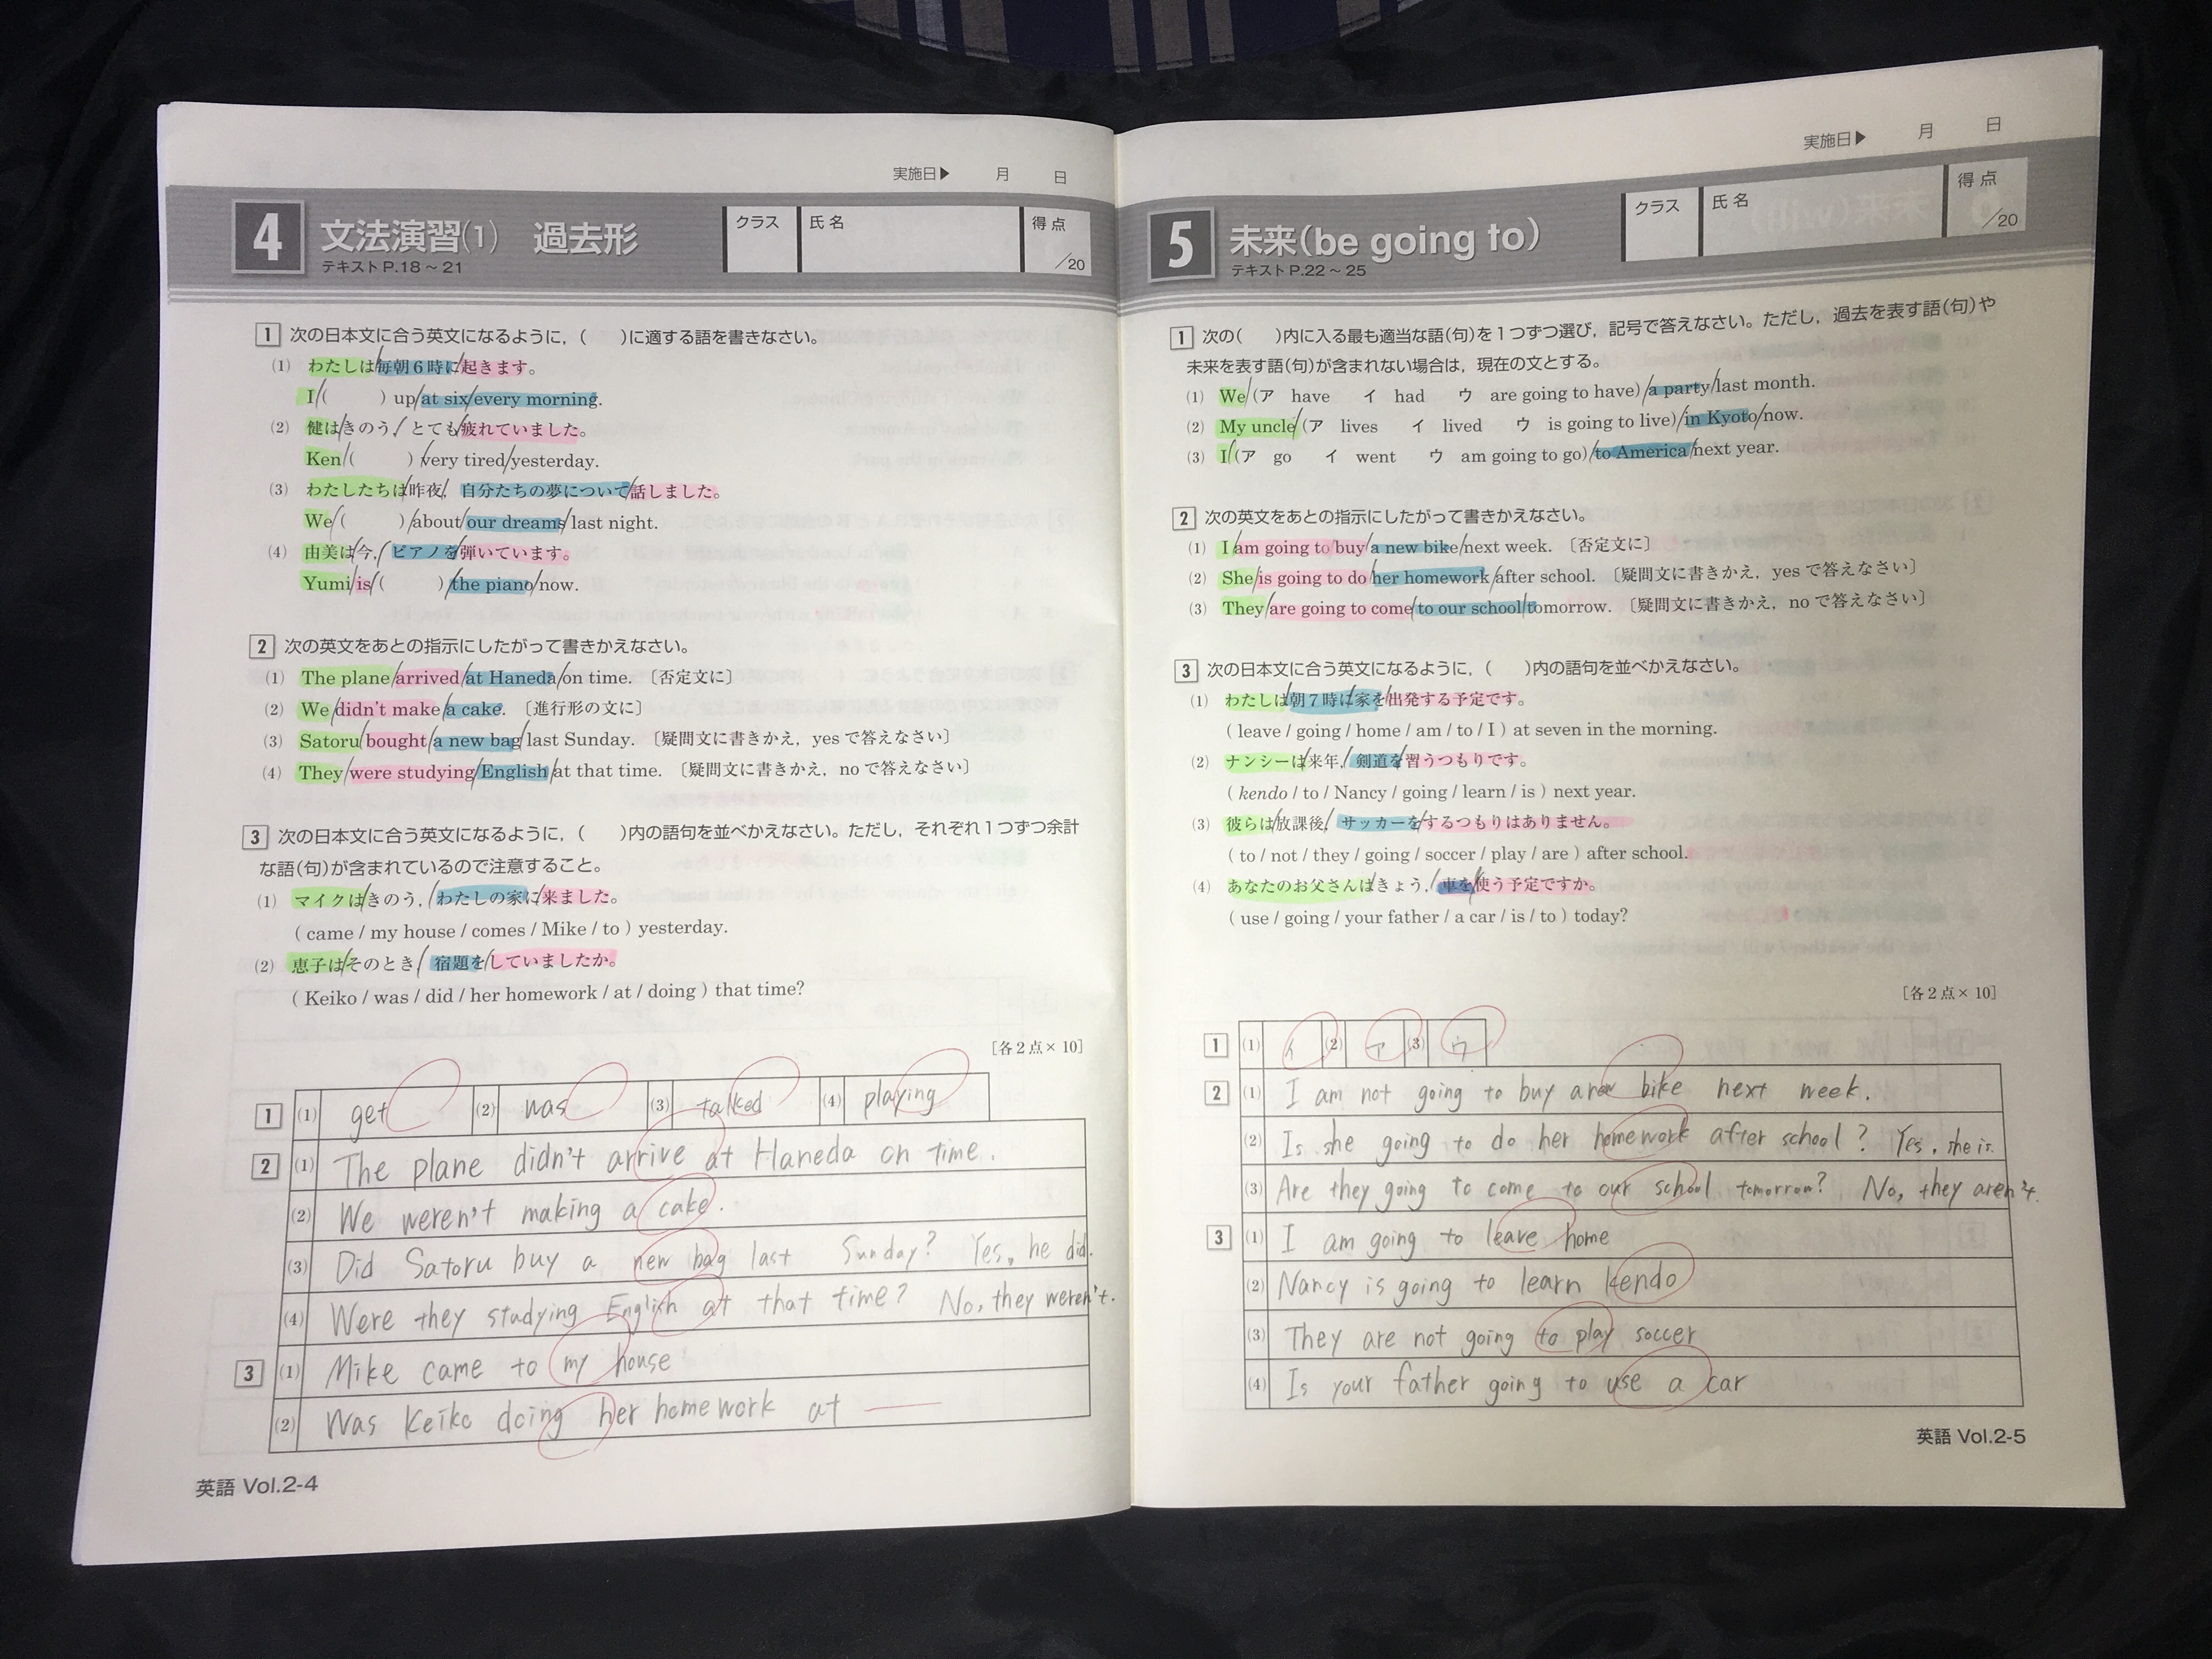 実施日▶ 月 日
4 文法演習(1) 過去形
テキストP.18～21
クラス 氏名 得点 /20
1 次の日本文に合う英文になるように，( )に適する語を書きなさい。
(1) わたしは毎朝6時に起きます。
I ( ) up at six every morning.
(2) 健はきのう，とても疲れていました。
Ken ( ) very tired yesterday.
(3) わたしたちは昨夜，自分たちの夢について話しました。
We ( ) about our dreams last night.
(4) 由美は今，ピアノを弾いています。
Yumi is ( ) the piano now.
2 次の英文をあとの指示にしたがって書きかえなさい。
(1) The plane arrived at Haneda on time. 〔否定文に〕
(2) We didn't make a cake. 〔進行形の文に〕
(3) Satoru bought a new bag last Sunday. 〔疑問文に書きかえ，yesで答えなさい〕
(4) They were studying English at that time. 〔疑問文に書きかえ，noで答えなさい〕
3 次の日本文に合う英文になるように，( )内の語句を並べかえなさい。ただし，それぞれ1つずつ余計
な語(句)が含まれているので注意すること。
(1) マイクはきのう，わたしの家に来ました。
( came / my house / comes / Mike / to ) yesterday.
(2) 恵子はそのとき，宿題をしていましたか。
( Keiko / was / did / her homework / at / doing ) that time?
[各2点×10]
1 (1) get (2) was (3) talked (4) playing
2 (1) The plane didn't arrive at Haneda on time.
(2) We weren't making a cake.
(3) Did Satoru buy a new bag last Sunday? Yes, he did.
(4) Were they studying English at that time? No, they weren't.
3 (1) Mike came to my house
(2) Was Keiko doing her homework at
英語 Vol.2-4
実施日▶ 月 日
5 未来(be going to)
テキストP.22～25
クラス 氏名 得点 /20
1 次の( )内に入る最も適当な語(句)を1つずつ選び，記号で答えなさい。ただし，過去を表す語(句)や
未来を表す語(句)が含まれない場合は，現在の文とする。
(1) We (ア have イ had ウ are going to have) a party last month.
(2) My uncle (ア lives イ lived ウ is going to live) in Kyoto now.
(3) I (ア go イ went ウ am going to go) to America next year.
2 次の英文をあとの指示にしたがって書きかえなさい。
(1) I am going to buy a new bike next week. 〔否定文に〕
(2) She is going to do her homework after school. 〔疑問文に書きかえ，yesで答えなさい〕
(3) They are going to come to our school tomorrow. 〔疑問文に書きかえ，noで答えなさい〕
3 次の日本文に合う英文になるように，( )内の語句を並べかえなさい。
(1) わたしは朝7時に家を出発する予定です。
( leave / going / home / am / to / I ) at seven in the morning.
(2) ナンシーは来年，剣道を習うつもりです。
( kendo / to / Nancy / going / learn / is ) next year.
(3) 彼らは放課後，サッカーをするつもりはありません。
( to / not / they / going / soccer / play / are ) after school.
(4) あなたのお父さんはきょう，車を使う予定ですか。
( use / going / your father / a car / is / to ) today?
[各2点×10]
1 (1) イ (2) ア (3) ウ
2 (1) I am not going to buy a new bike next week.
(2) Is she going to do her homework after school? Yes, she is.
(3) Are they going to come to our school tomorrow? No, they aren't.
3 (1) I am going to leave home
(2) Nancy is going to learn kendo
(3) They are not going to play soccer
(4) Is your father going to use a car
英語 Vol.2-5